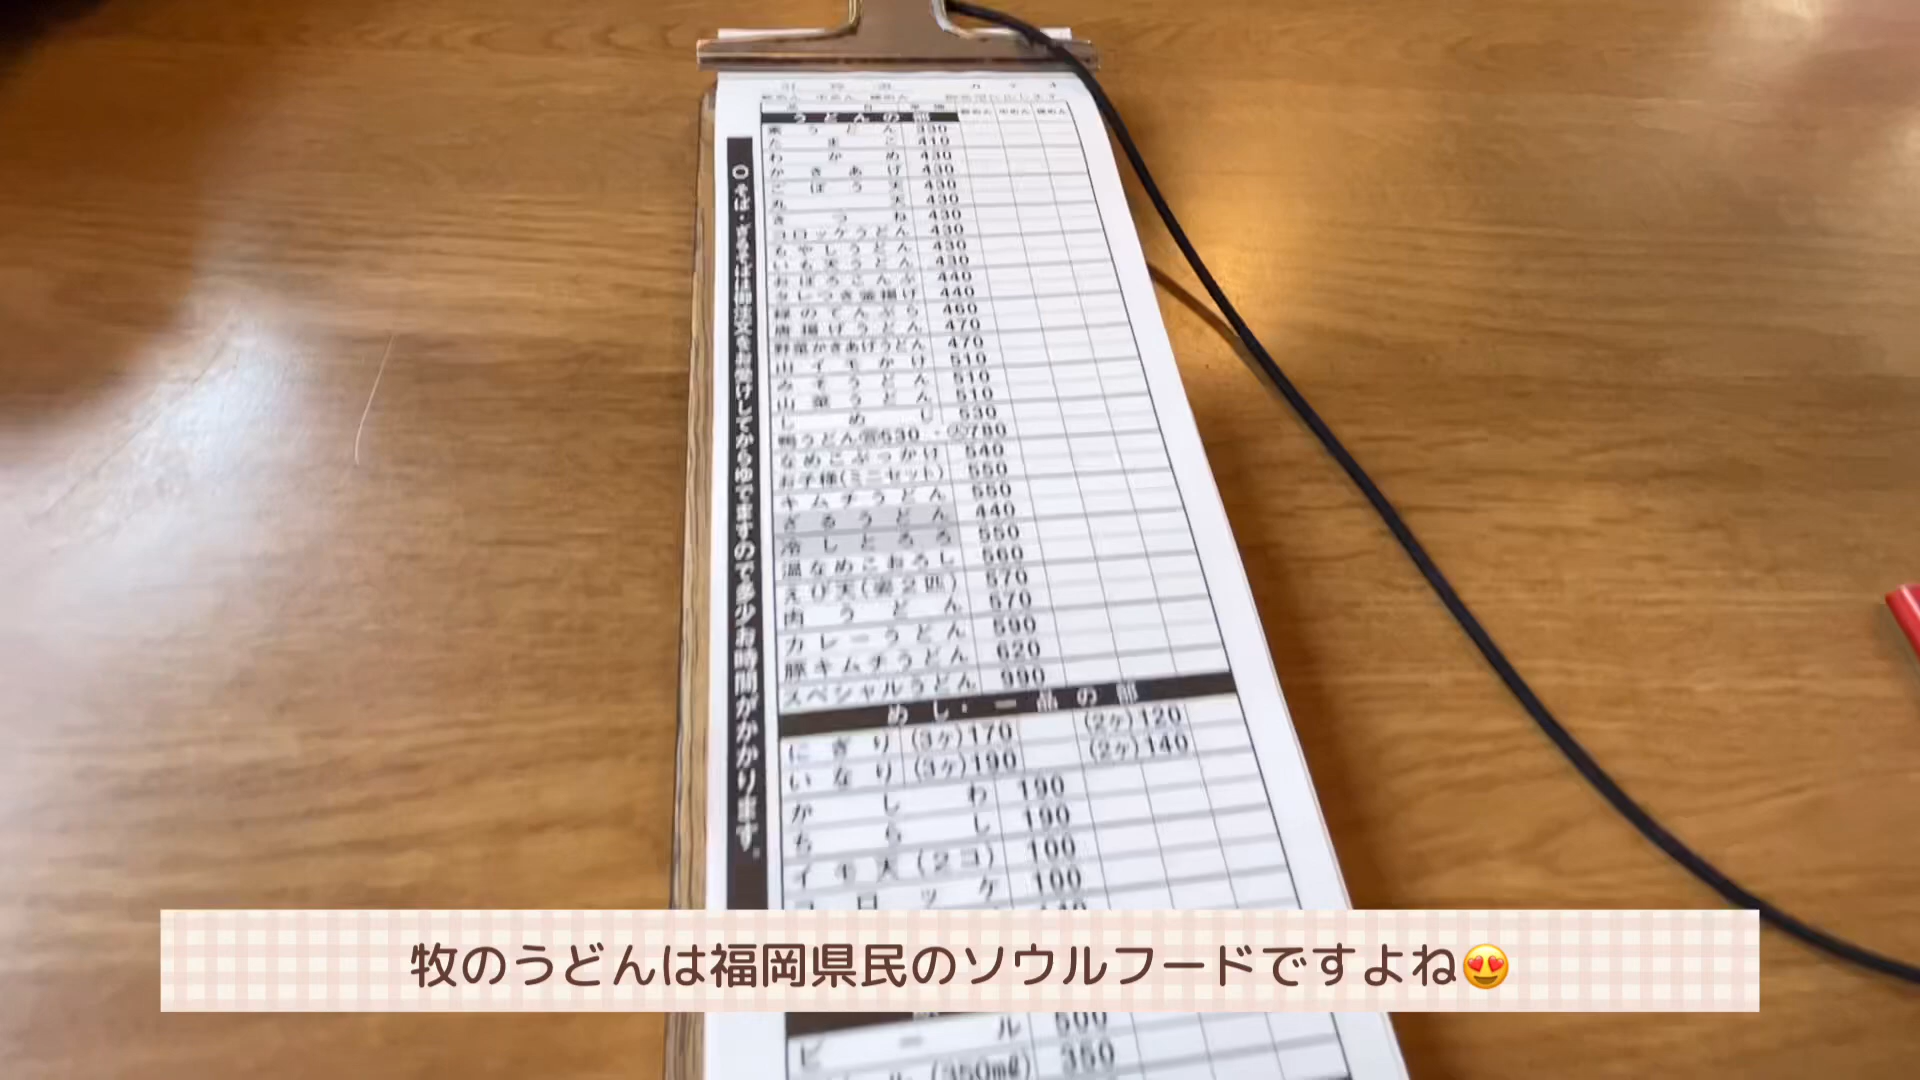 うどんの部
素うどん 330
たまご 410
わかめ 430
かきあげ 430
ごぼう天 430
丸天 430
きつね 430
コロッケうどん 430
もやしうどん 430
いも天うどん 430
おぼろこんぶ 440
タレつき釜揚げ 440
緑のてんぷら 460
唐揚げうどん 470
野菜かきあげうどん 470
山イモかけ 510
みそうどん 510
山菜うどん 510
しめじ 530
鴨うどん 530・780
なめこぶっかけ 540
お子様(ミニセット) 550
キムチうどん 550
ざるうどん 440
冷しとろろ 550
温なめこおろし 560
えび天(姿2匹) 570
肉うどん 570
カレーうどん 590
豚キムチうどん 620
スペシャルうどん 990
めし・一品の部
にぎり (3ヶ)170 (2ヶ)120
いなり (3ヶ)190 (2ヶ)140
かしわ 190
ちらし 190
イモ天(2コ) 100
コロッケ 100
ビール 500
(350mℓ) 350
○そば・ざるそばは御注文をお受けしてからゆでますので多少お時間がかかります。
牧のうどんは福岡県民のソウルフードですよね😍